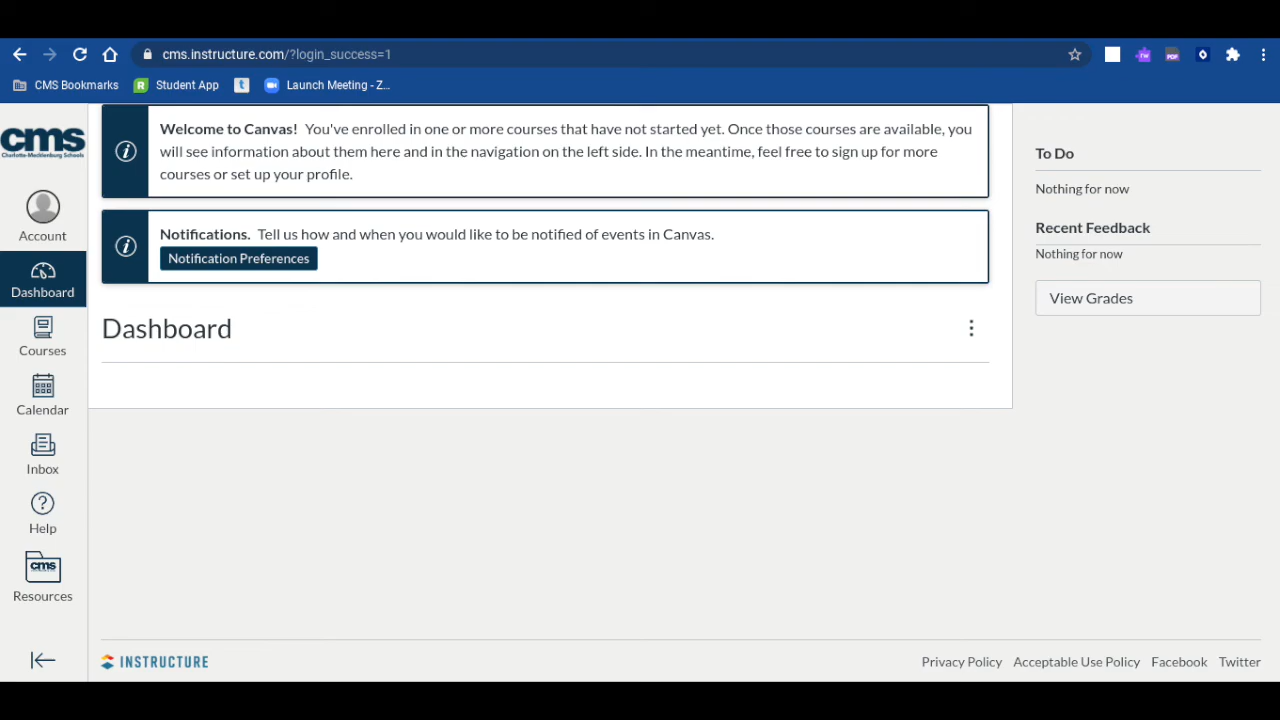 cms.instructure.com/?login_success=1
CMS Bookmarks
Student App
Launch Meeting - Z...
cms
Charlotte-Mecklenburg Schools
Account
Dashboard
Courses
Calendar
Inbox
Help
cms
Resources
Welcome to Canvas! You've enrolled in one or more courses that have not started yet. Once those courses are available, you
will see information about them here and in the navigation on the left side. In the meantime, feel free to sign up for more
courses or set up your profile.
Notifications. Tell us how and when you would like to be notified of events in Canvas.
Notification Preferences
Dashboard
To Do
Nothing for now
Recent Feedback
Nothing for now
View Grades
INSTRUCTURE
Privacy Policy Acceptable Use Policy Facebook Twitter